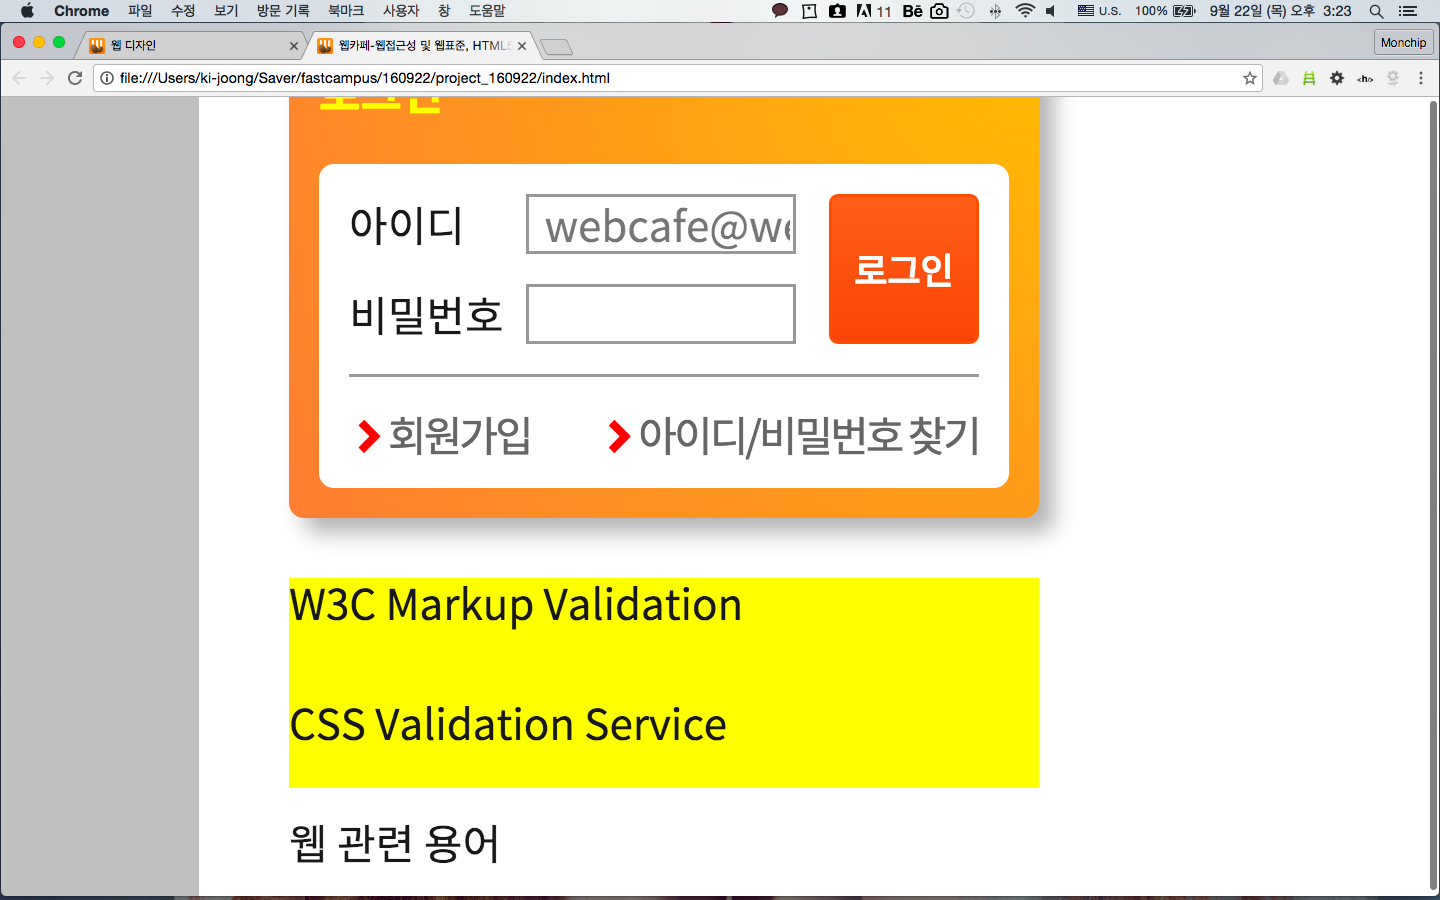 Chrome 파일 수정 보기 방문 기록 북마크 사용자 창 도움말 11 Bē U.S. 100% 9월 22일 (목) 오후 3:23
웹 디자인 웹카페-웹접근성 및 웹표준, HTML5 Monchip
file:///Users/ki-joong/Saver/fastcampus/160922/project_160922/index.html <h/>
로그인
아이디 webcafe@we
로그인
비밀번호
회원가입 아이디/비밀번호 찾기
W3C Markup Validation
CSS Validation Service
웹 관련 용어